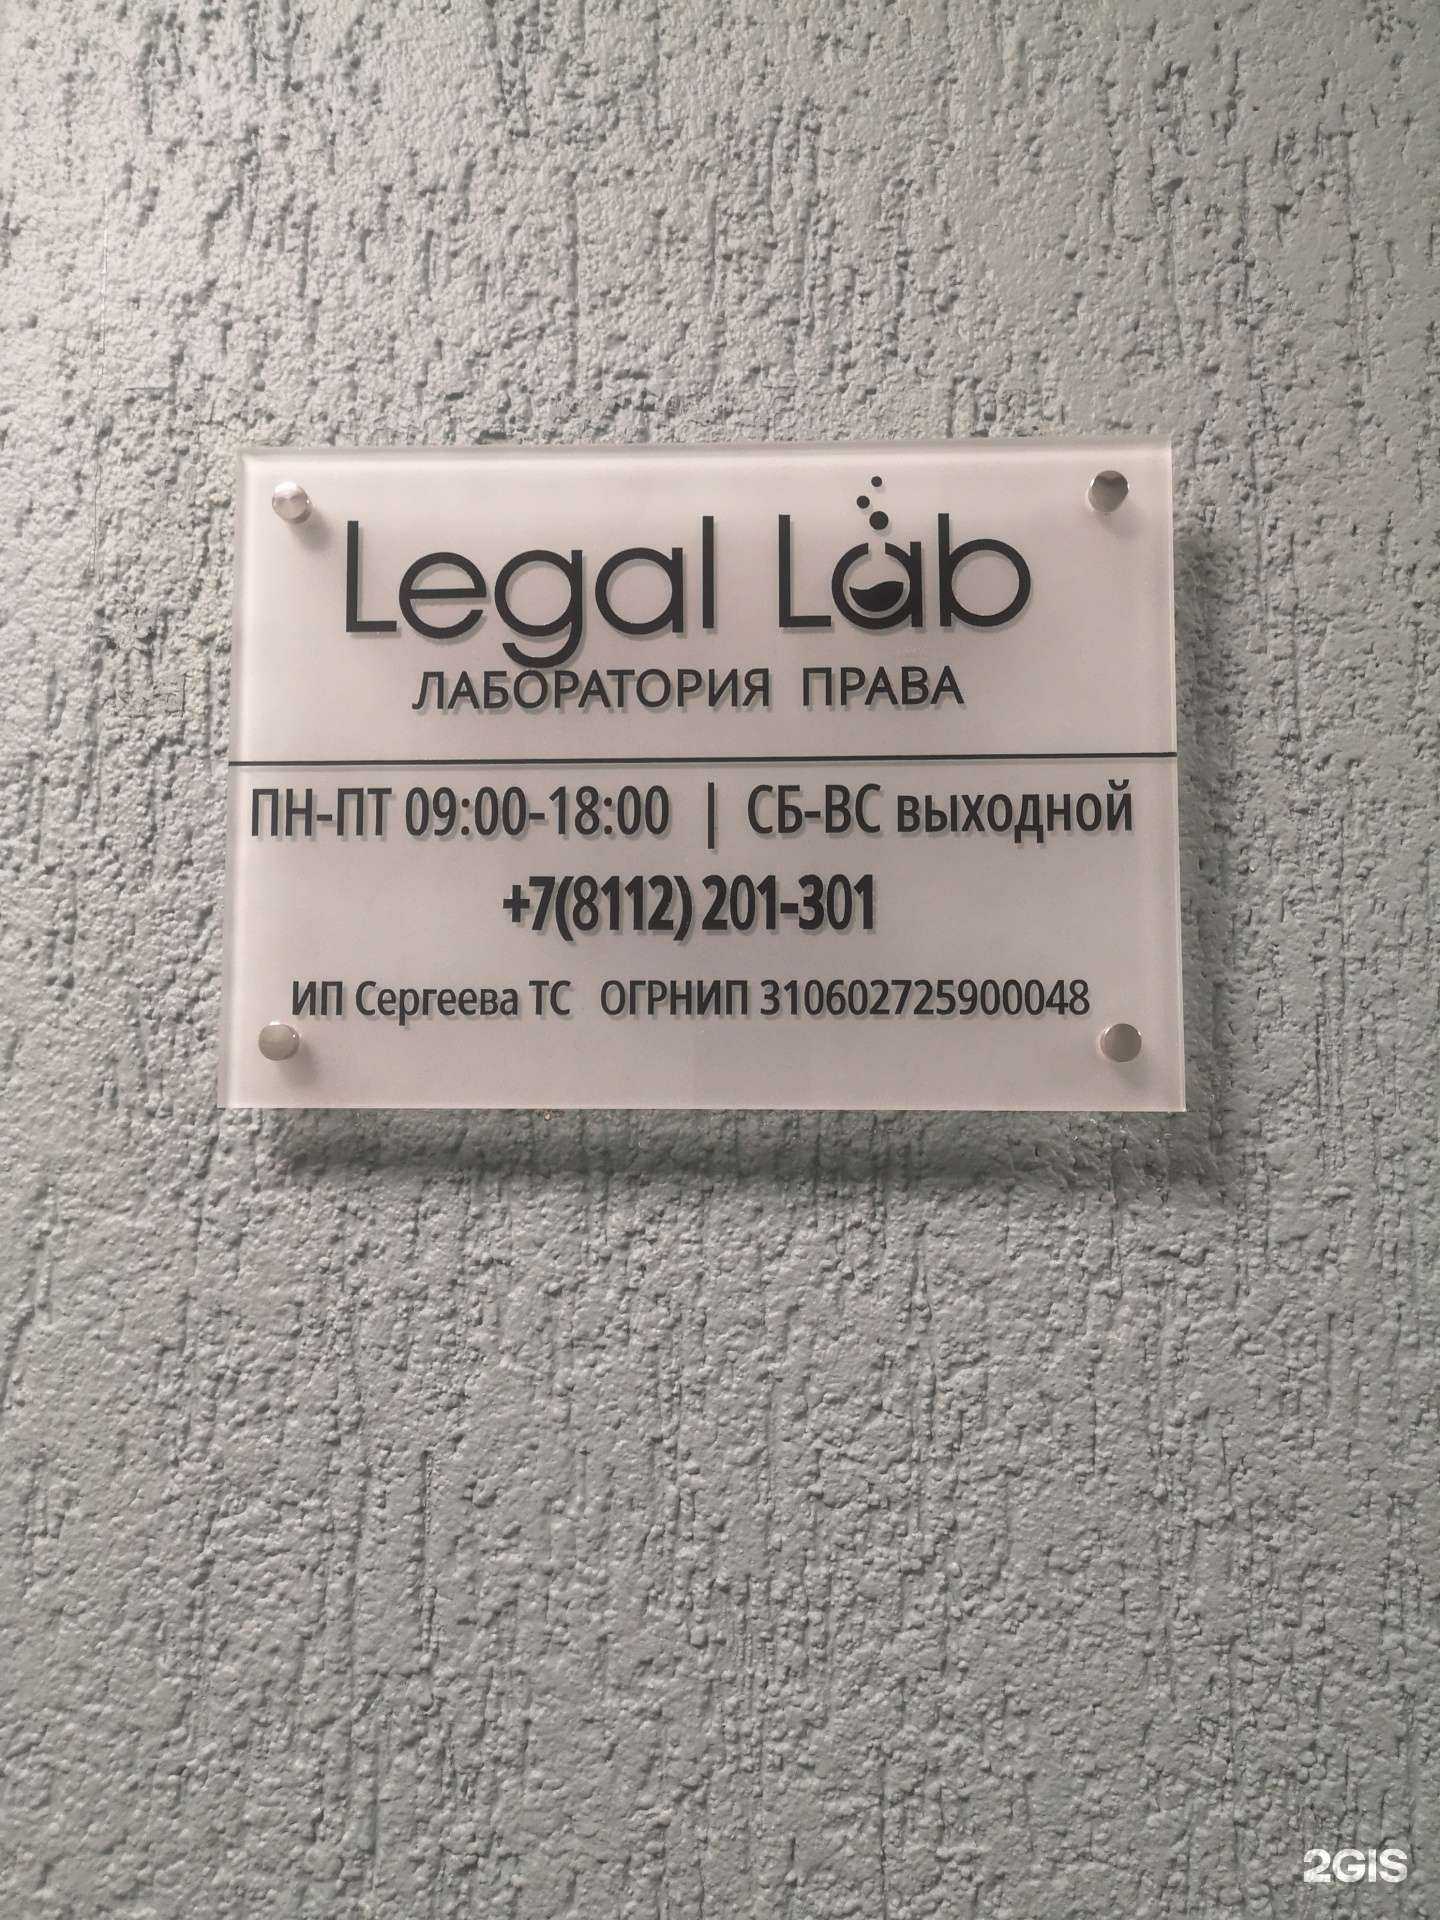 Legal Lab
ЛАБОРАТОРИЯ ПРАВА
ПН-ПТ 09:00-18:00 | СБ-ВС выходной
+7(8112) 201-301
ИП Сергеева ТС ОГРНИП 310602725900048
2GIS